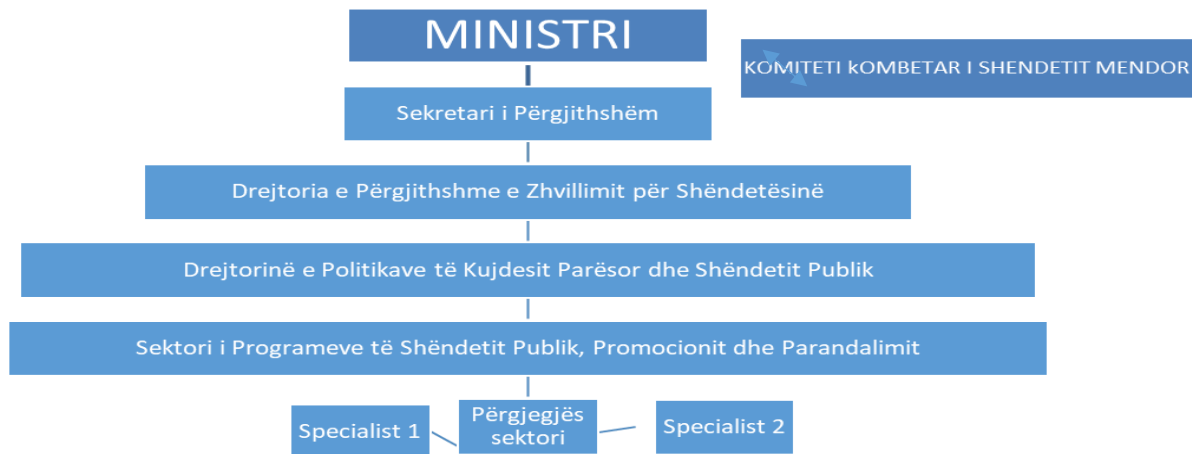 MINISTRI
KOMITETI kOMBETAR I SHENDETIT MENDOR
Sekretari i Përgjithshëm
Drejtoria e Përgjithshme e Zhvillimit për Shëndetësinë
Drejtorinë e Politikave të Kujdesit Parësor dhe Shëndetit Publik
Sektori i Programeve të Shëndetit Publik, Promocionit dhe Parandalimit
Specialist 1
Përgjegjës
sektori
Specialist 2